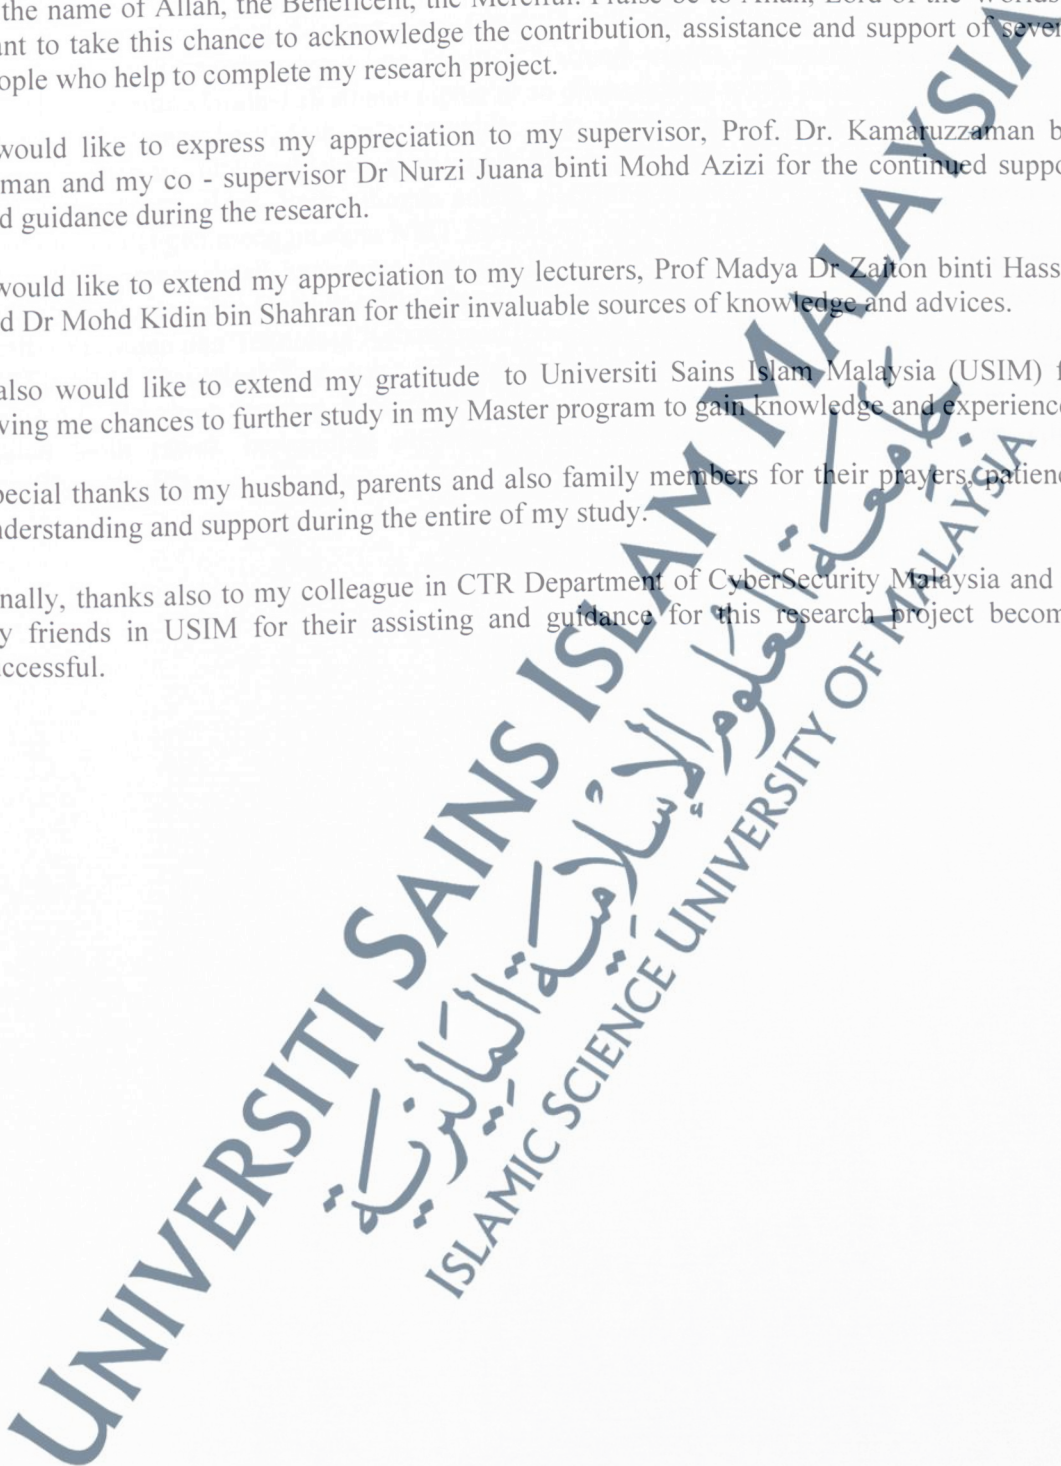 the name of Allah, the Beneficent, the Merciful. Praise be to Allah, Lord of the Worlds.
nt to take this chance to acknowledge the contribution, assistance and support of sever
ople who help to complete my research project.
would like to express my appreciation to my supervisor, Prof. Dr. Kamaruzzaman b
man and my co - supervisor Dr Nurzi Juana binti Mohd Azizi for the continued suppo
d guidance during the research.
would like to extend my appreciation to my lecturers, Prof Madya Dr Zaiton binti Hass
d Dr Mohd Kidin bin Shahran for their invaluable sources of knowledge and advices.
also would like to extend my gratitude to Universiti Sains Islam Malaysia (USIM) f
ving me chances to further study in my Master program to gain knowledge and experience
pecial thanks to my husband, parents and also family members for their prayers, patienc
nderstanding and support during the entire of my study.
nally, thanks also to my colleague in CTR Department of CyberSecurity Malaysia and
y friends in USIM for their assisting and guidance for this research project becom
ccessful.
UNIVERSITI SAINS ISLAM MALAYSIA
جامعة العلوم الإسلامية الماليزية
ISLAMIC SCIENCE UNIVERSITY OF MALAYSIA